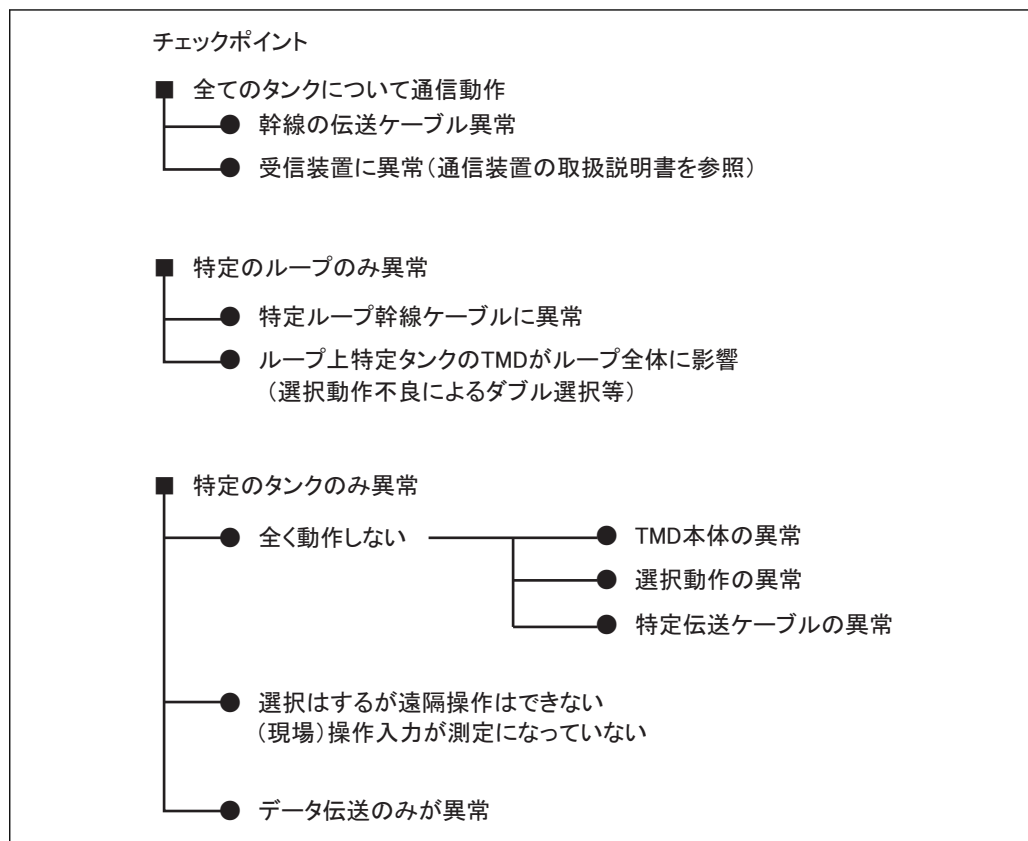 チェックポイント
■ 全てのタンクについて通信動作
● 幹線の伝送ケーブル異常
● 受信装置に異常(通信装置の取扱説明書を参照)
■ 特定のループのみ異常
● 特定ループ幹線ケーブルに異常
● ループ上特定タンクのTMDがループ全体に影響
(選択動作不良によるダブル選択等)
■ 特定のタンクのみ異常
● 全く動作しない
● TMD本体の異常
● 選択動作の異常
● 特定伝送ケーブルの異常
● 選択はするが遠隔操作はできない
(現場)操作入力が測定になっていない
● データ伝送のみが異常